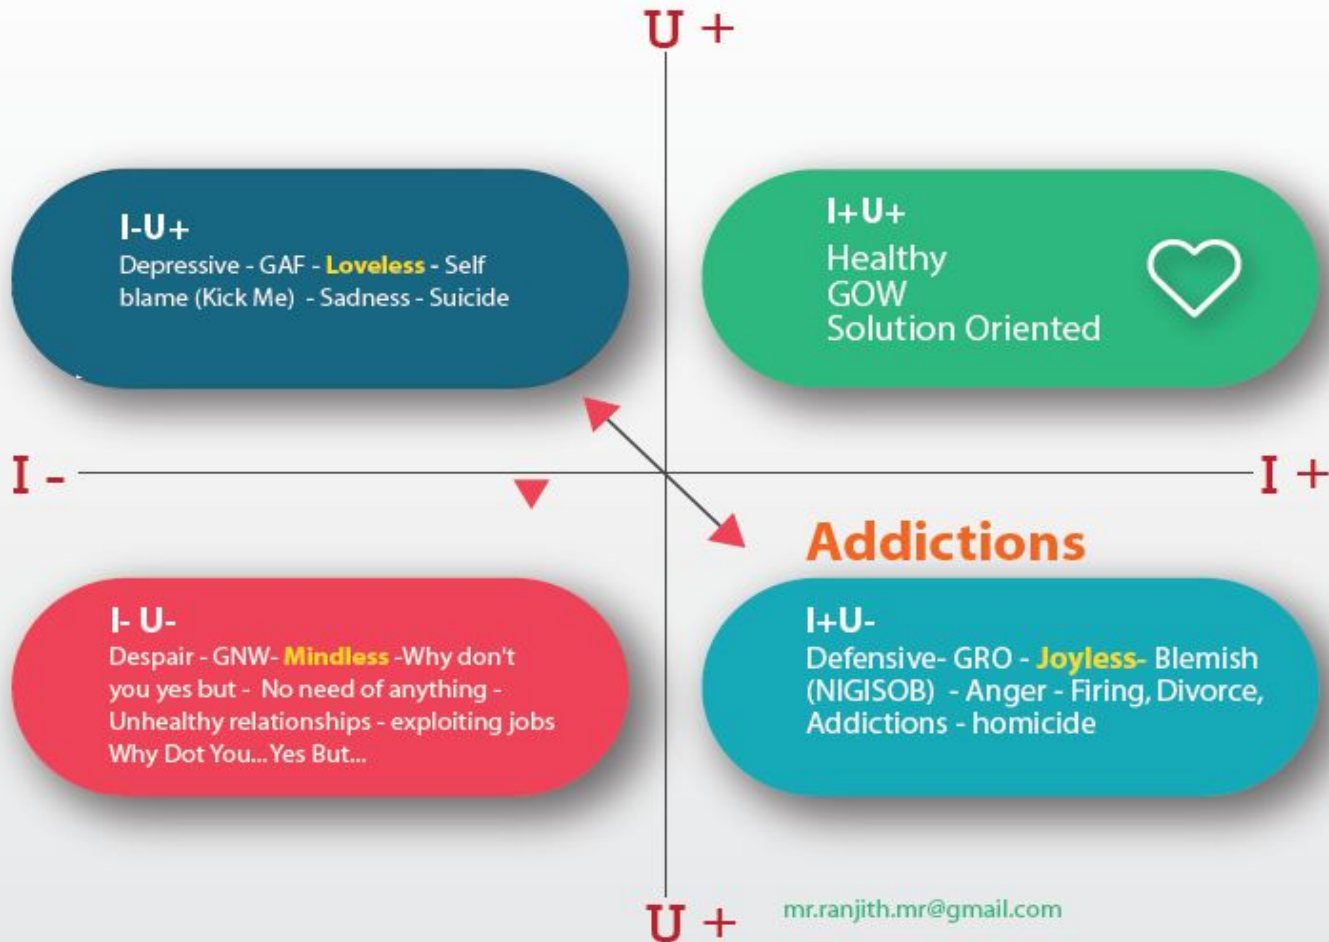 U +
I-U+
Depressive - GAF - Loveless - Self
blame (Kick Me) - Sadness - Suicide
I+U+
Healthy
GOW
Solution Oriented
I -
I +
Addictions
I- U-
Despair - GNW- Mindless -Why don't
you yes but - No need of anything -
Unhealthy relationships - exploiting jobs
Why Dot You... Yes But...
I+U-
Defensive- GRO - Joyless- Blemish
(NIGISOB) - Anger - Firing, Divorce,
Addictions - homicide
U +
mr.ranjith.mr@gmail.com